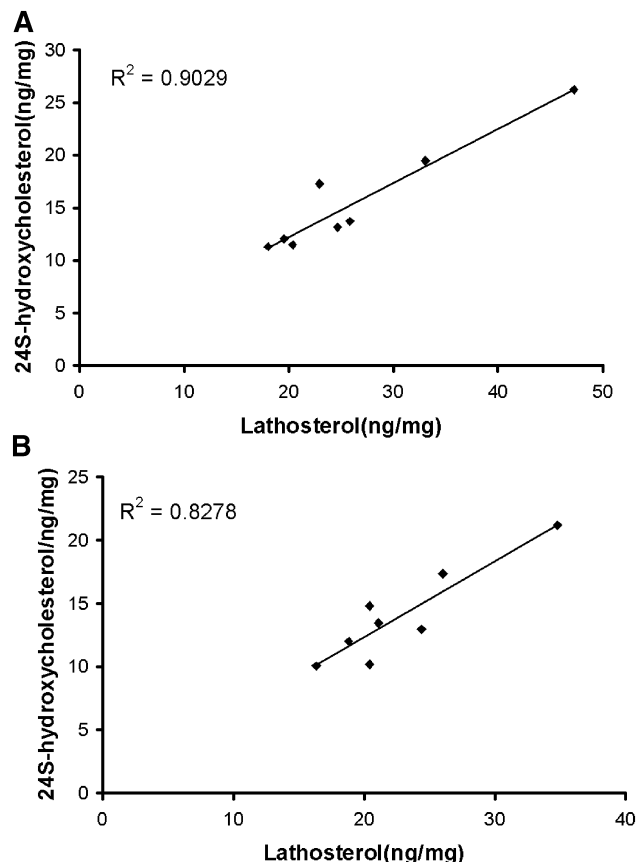 A
24S-hydroxycholesterol(ng/mg)
R² = 0.9029
30
25
20
15
10
5
0
0 10 20 30 40 50
Lathosterol(ng/mg)
B
24S-hydroxycholesterol/ng/mg)
R² = 0.8278
25
20
15
10
5
0
0 10 20 30 40
Lathosterol(ng/mg)